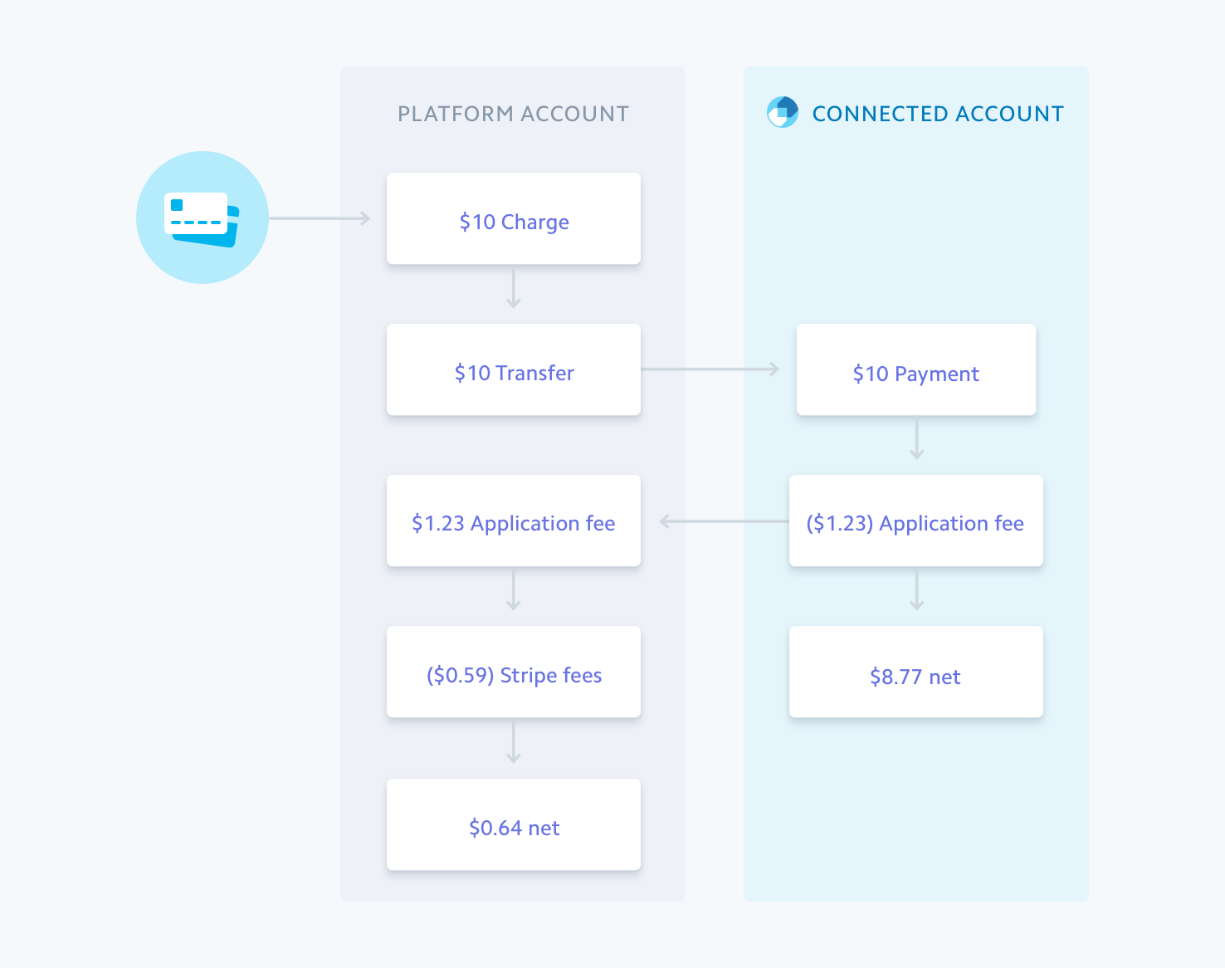 PLATFORM ACCOUNT
CONNECTED ACCOUNT
$10 Charge
$10 Transfer
$10 Payment
$1.23 Application fee
($1.23) Application fee
($0.59) Stripe fees
$8.77 net
$0.64 net